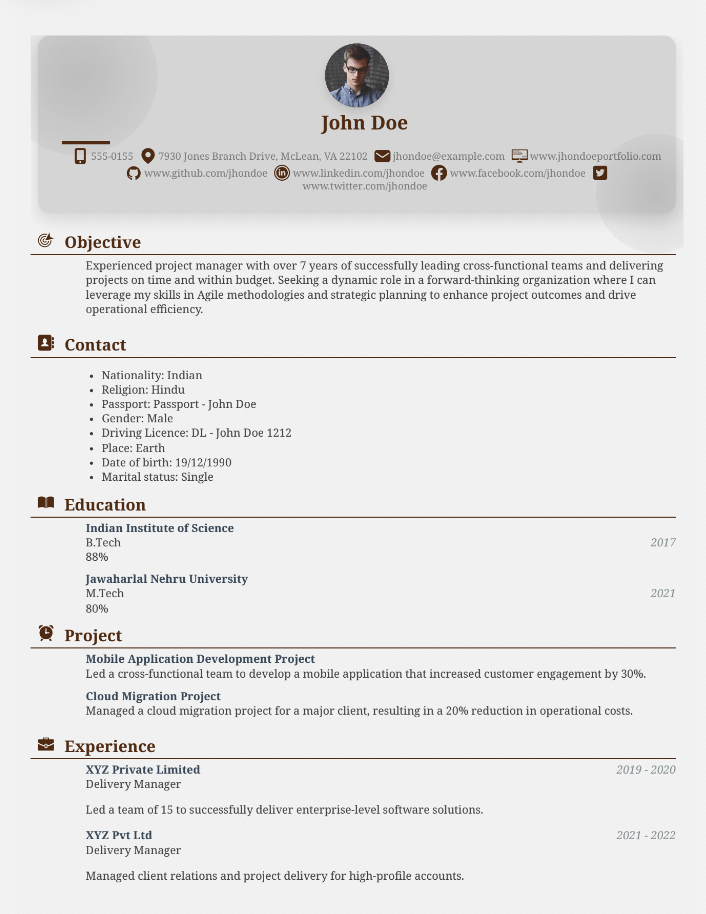 John Doe
555-0155 7930 Jones Branch Drive, McLean, VA 22102 jhondoe@example.com www.jhondoeportfolio.com
www.github.com/jhondoe www.linkedin.com/jhondoe www.facebook.com/jhondoe
www.twitter.com/jhondoe
Objective
Experienced project manager with over 7 years of successfully leading cross-functional teams and delivering
projects on time and within budget. Seeking a dynamic role in a forward-thinking organization where I can
leverage my skills in Agile methodologies and strategic planning to enhance project outcomes and drive
operational efficiency.
Contact
• Nationality: Indian
• Religion: Hindu
• Passport: Passport - John Doe
• Gender: Male
• Driving Licence: DL - John Doe 1212
• Place: Earth
• Date of birth: 19/12/1990
• Marital status: Single
Education
Indian Institute of Science
B.Tech 2017
88%
Jawaharlal Nehru University
M.Tech 2021
80%
Project
Mobile Application Development Project
Led a cross-functional team to develop a mobile application that increased customer engagement by 30%.
Cloud Migration Project
Managed a cloud migration project for a major client, resulting in a 20% reduction in operational costs.
Experience
XYZ Private Limited 2019 - 2020
Delivery Manager
Led a team of 15 to successfully deliver enterprise-level software solutions.
XYZ Pvt Ltd 2021 - 2022
Delivery Manager
Managed client relations and project delivery for high-profile accounts.